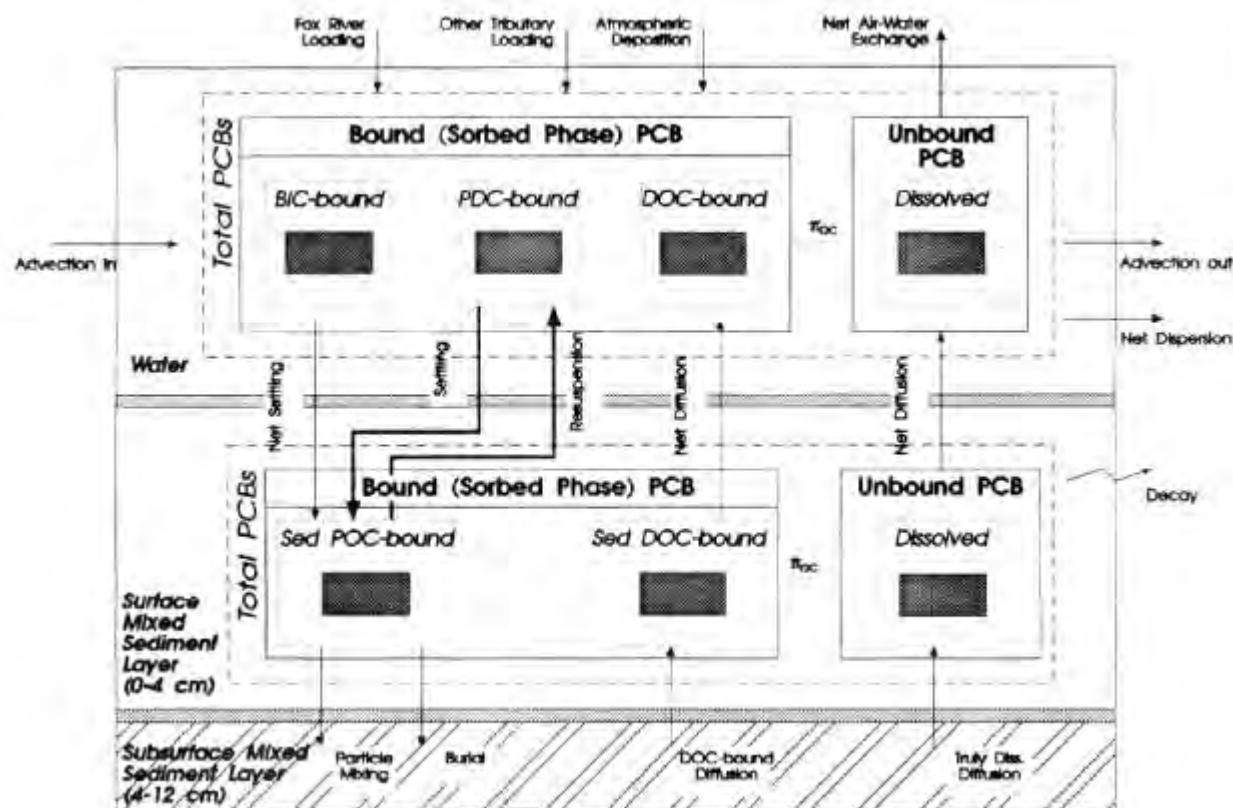 Fox River
Loading
Other Tributary
Loading
Atmospheric
Deposition
Net Air-Water
Exchange
Total PCBs
Bound (Sorbed Phase) PCB
Unbound
PCB
BIC-bound
PDC-bound
DOC-bound
Dissolved
πoc
Advection in
Advection out
Net Dispersion
Water
Net Settling
Settling
Resuspension
Net Diffusion
Net Diffusion
Total PCBs
Bound (Sorbed Phase) PCB
Unbound PCB
Decay
Sed POC-bound
Sed DOC-bound
Dissolved
πoc
Surface
Mixed
Sediment
Layer
(0-4 cm)
Subsurface Mixed
Sediment Layer
(4-12 cm)
Particle
Mixing
Burial
DOC-bound
Diffusion
Truly Diss.
Diffusion